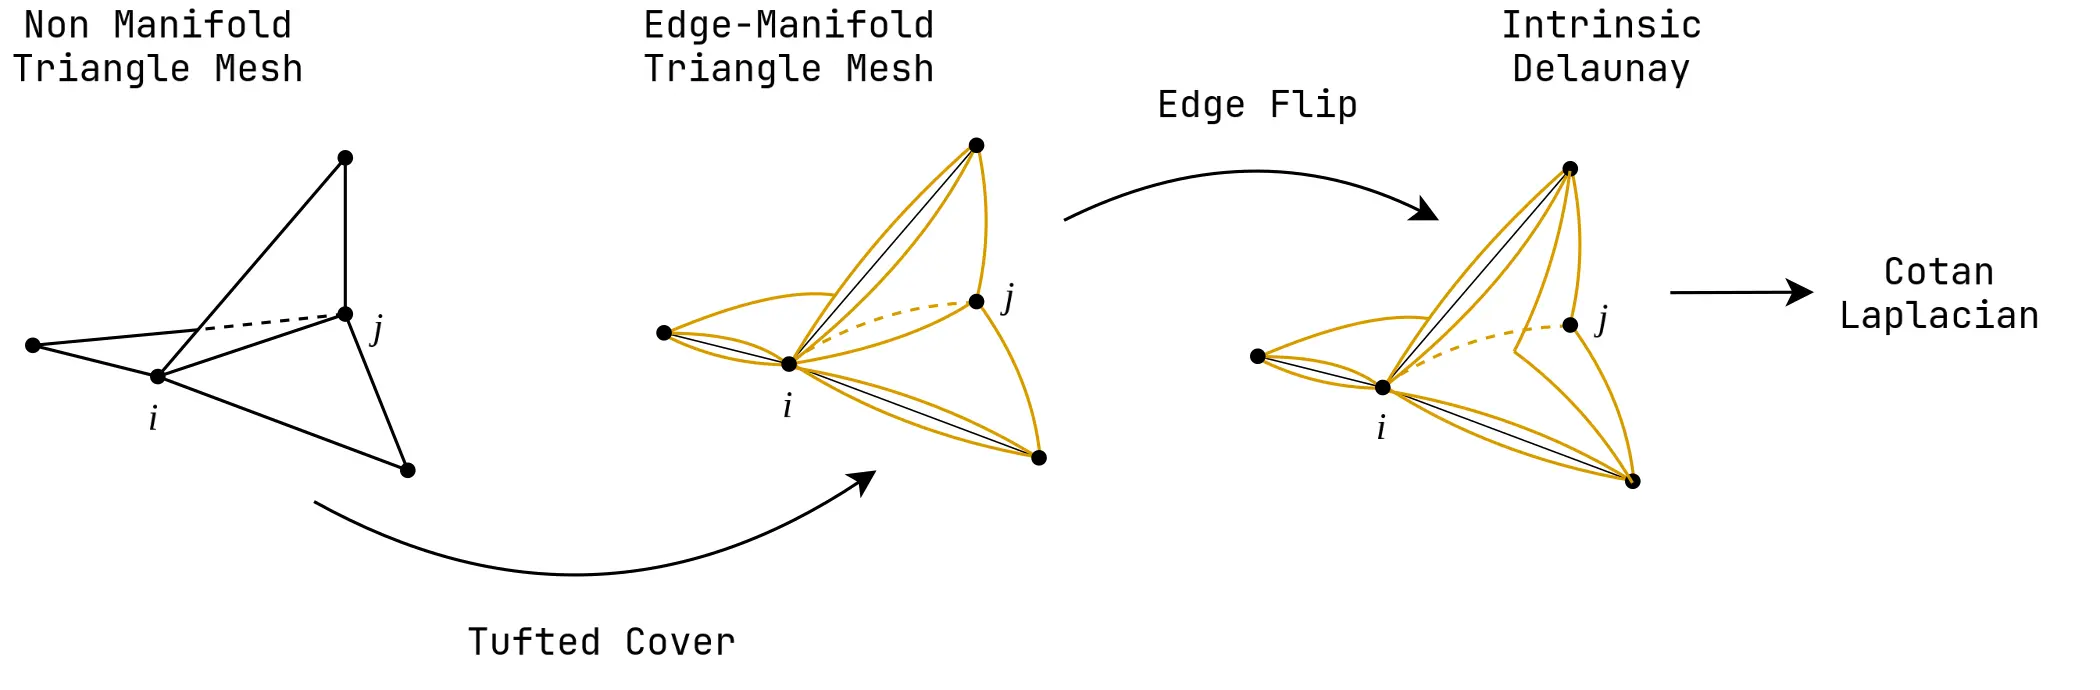 Non Manifold
Triangle Mesh
Edge-Manifold
Triangle Mesh
Intrinsic
Delaunay
Edge Flip
j
i
j
i
j
i
Cotan
Laplacian
Tufted Cover